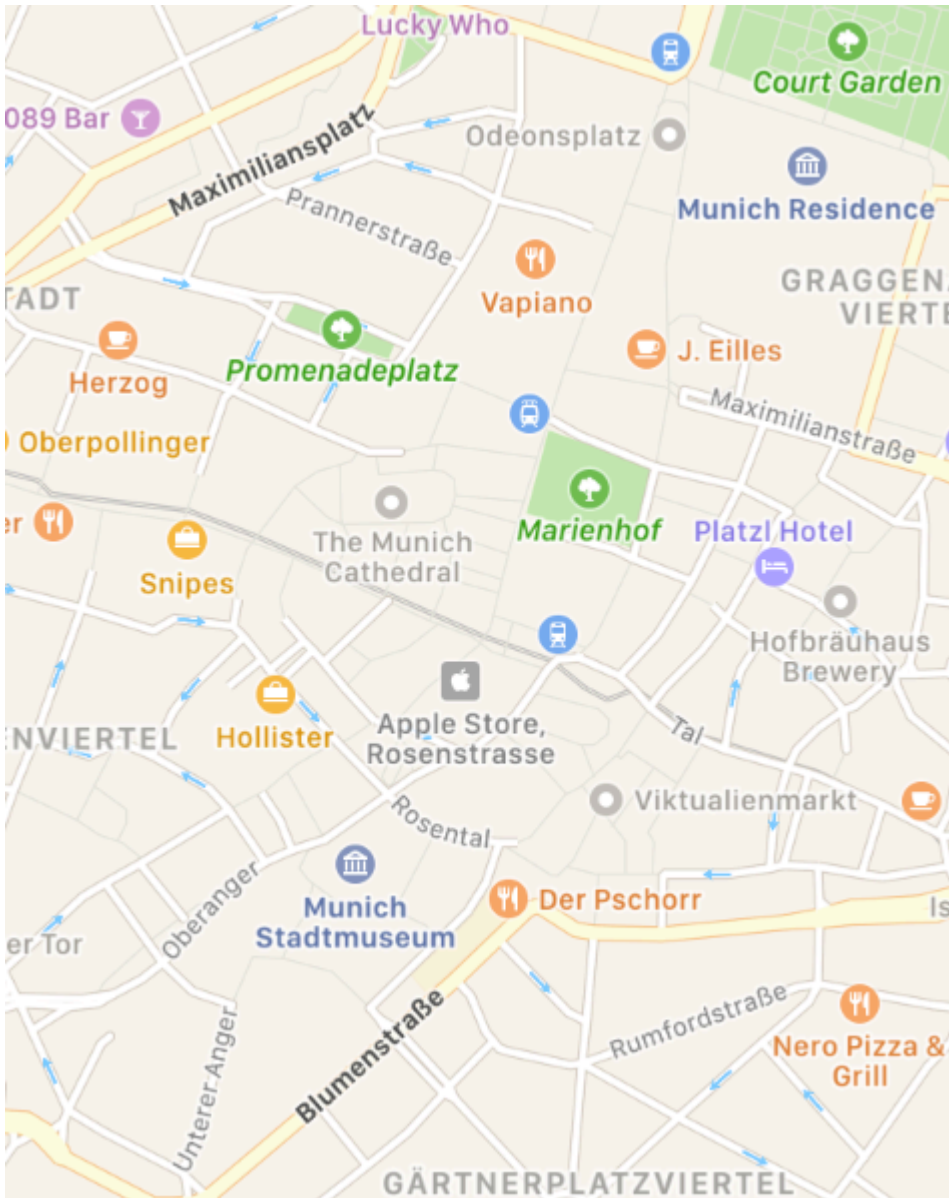 Lucky Who
Court Garden
089 Bar
Odeonsplatz
Maximiliansplatz
Munich Residence
Prannerstraße
Vapiano
GRAGGENA
VIERTE
TADT
Herzog
Promenadeplatz
J. Eilles
Maximilianstraße
Oberpollinger
Marienhof
er
Snipes
The Munich
Cathedral
Platzl Hotel
Hofbräuhaus
Brewery
Apple Store,
Rosenstrasse
Hollister
ENVIERTEL
Tal
Viktualienmarkt
Rosental
Oberanger
Munich
Stadtmuseum
Der Pschorr
Is
er Tor
Blumenstraße
Rumfordstraße
Nero Pizza &
Grill
Unterer Anger
GÄRTNERPLATZVIERTEL